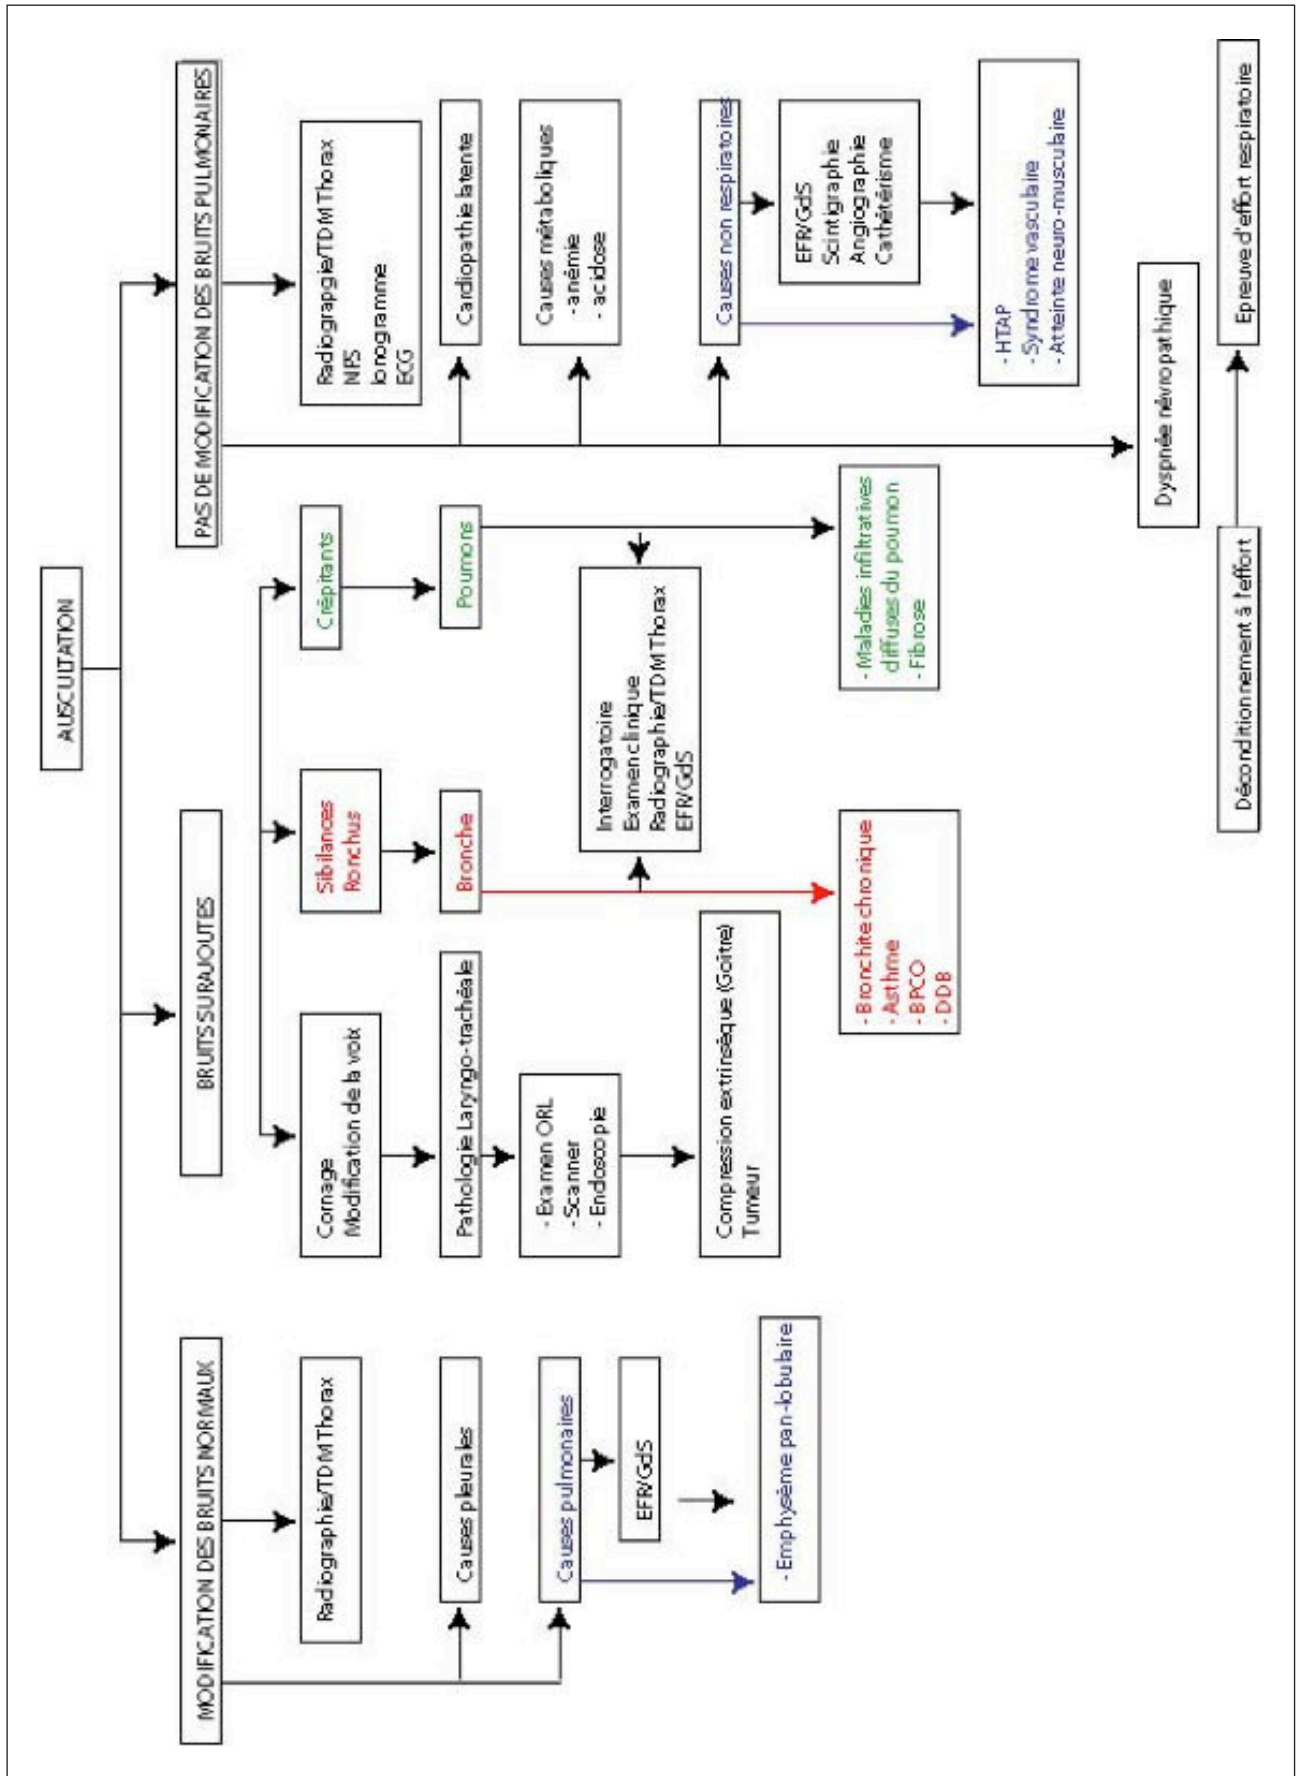 AUSCULTATION
MODIFICATION DES BRUITS NORMAUX
Radiographie/TDM Thorax
Causes pleurales
Causes pulmonaires
EFR/GdS
- Emphysème pan-lobulaire
BRUITS SURAJOUTES
Cornage
Modification de la voix
Pathologie Laryngo-trachéale
- Examen ORL
- Scanner
- Endoscopie
Compression extrinsèque (Goitre)
Tumeur
Sibilances
Ronchus
Bronche
Interrogatoire
Examen clinique
Radiographie/TDM Thorax
EFR/GdS
- Bronchite chronique
- Asthme
- BPCO
- DDB
Crépitants
Poumons
- Maladies infiltratives
diffuses du poumon
- Fibrose
PAS DE MODIFICATION DES BRUITS PULMONAIRES
Radiograpgie/TDM Thorax
NFS
Ionogramme
ECG
Cardiopathie latente
Causes métaboliques
- anémie
- acidose
Causes non respiratoires
EFR/GdS
Scintigraphie
Angiographie
Cathétérisme
- HTAP
- Syndrome vasculaire
- Atteinte neuro-musculaire
Dyspnée névropathique
Déconditionnement à l'effort
Epreuve d'effort respiratoire